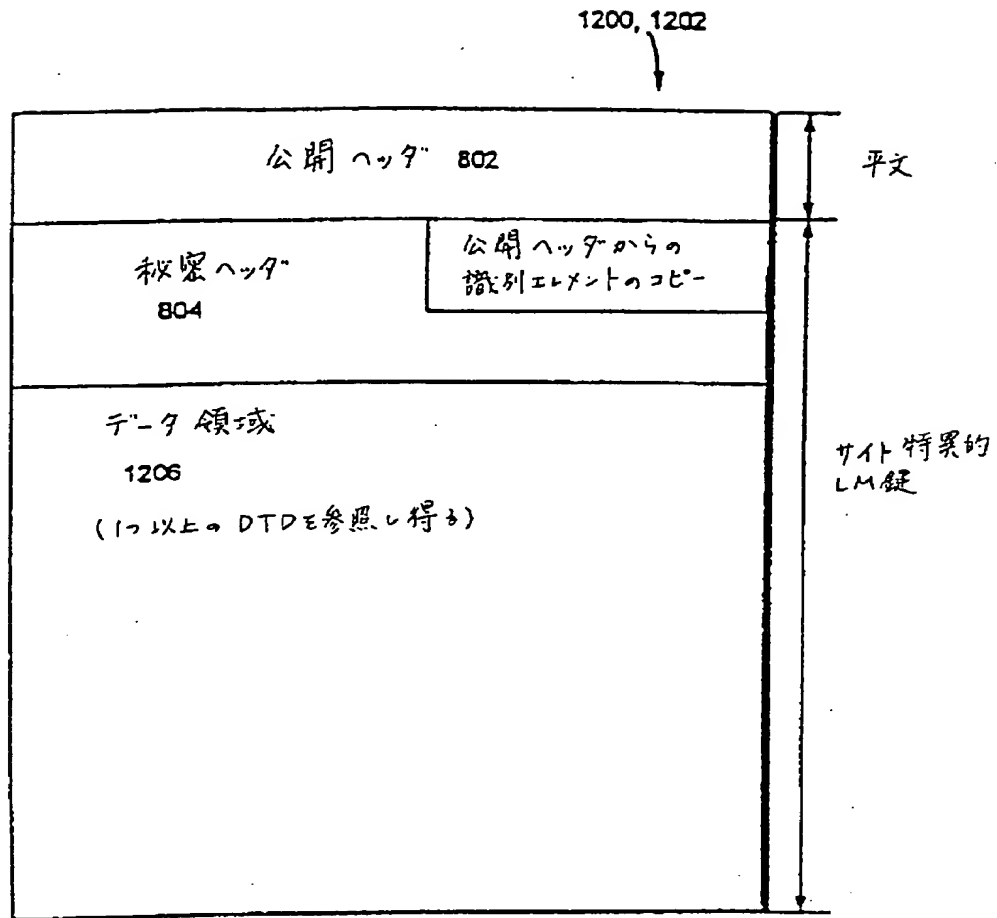 1200, 1202
公開ヘッダ 802
平文
秘密ヘッダ
804
公開ヘッダからの
識別エレメントのコピー
データ領域
1206
(1つ以上のDTDを参照し得る)
サイト特異的
LM鍵